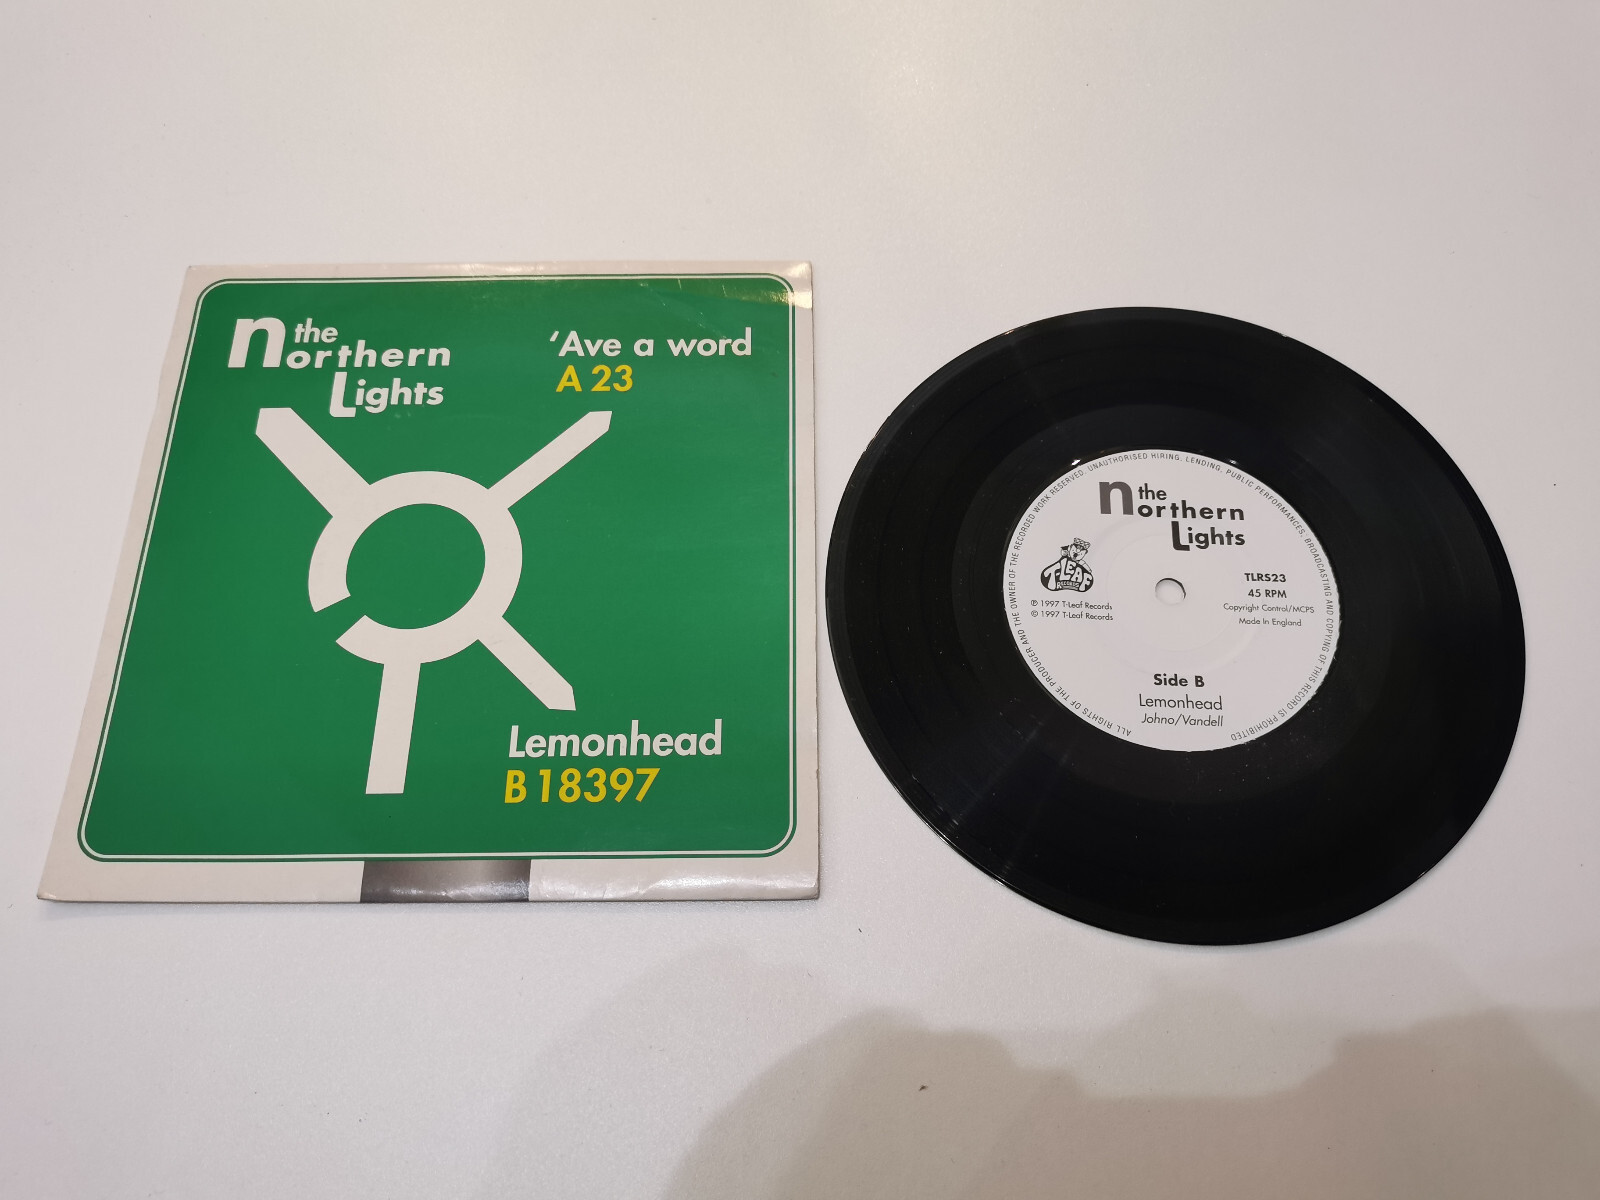 the
Northern
Lights
'Ave a word
A 23
Lemonhead
B 18397
ALL RIGHTS OF THE PRODUCER AND THE OWNER OF THE RECORDED WORK RESERVED. UNAUTHORISED HIRING, LENDING, PUBLIC PERFORMANCES, BROADCASTING AND COPYING OF THIS RECORD IS PROHIBITED
the
Northern
Lights
T-LEAF
RECORDS
℗ 1997 T-Leaf Records
© 1997 T-Leaf Records
TLRS23
45 RPM
Copyright Control/MCPS
Made In England
Side B
Lemonhead
Johno/Vandell